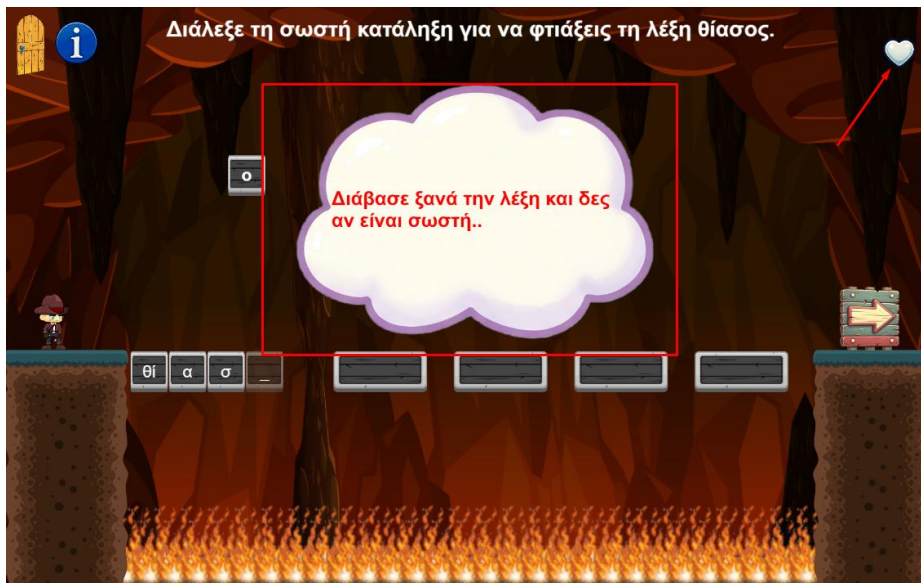 Διάλεξε τη σωστή κατάληξη για να φτιάξεις τη λέξη θίασος.
i
ο
Διάβασε ξανά την λέξη και δες
αν είναι σωστή..
θί α σ _